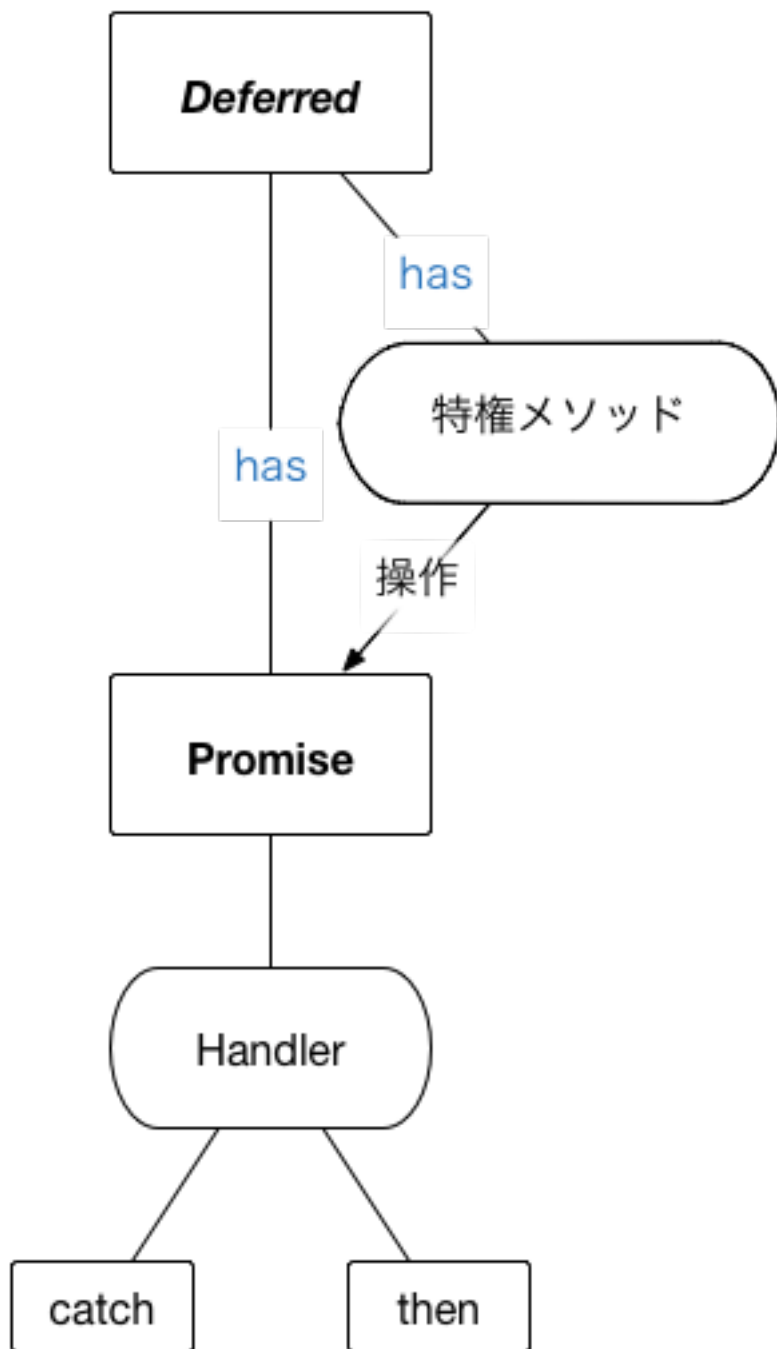 Deferred
has
特権メソッド
has
操作
Promise
Handler
catch
then